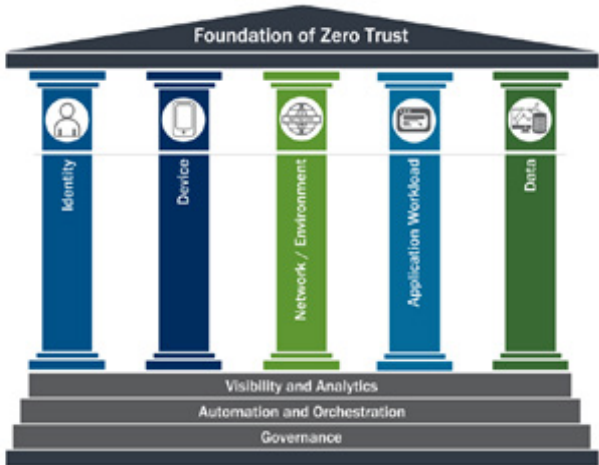 Foundation of Zero Trust
Identity
Device
Network / Environment
Application Workload
Data
Visibility and Analytics
Automation and Orchestration
Governance